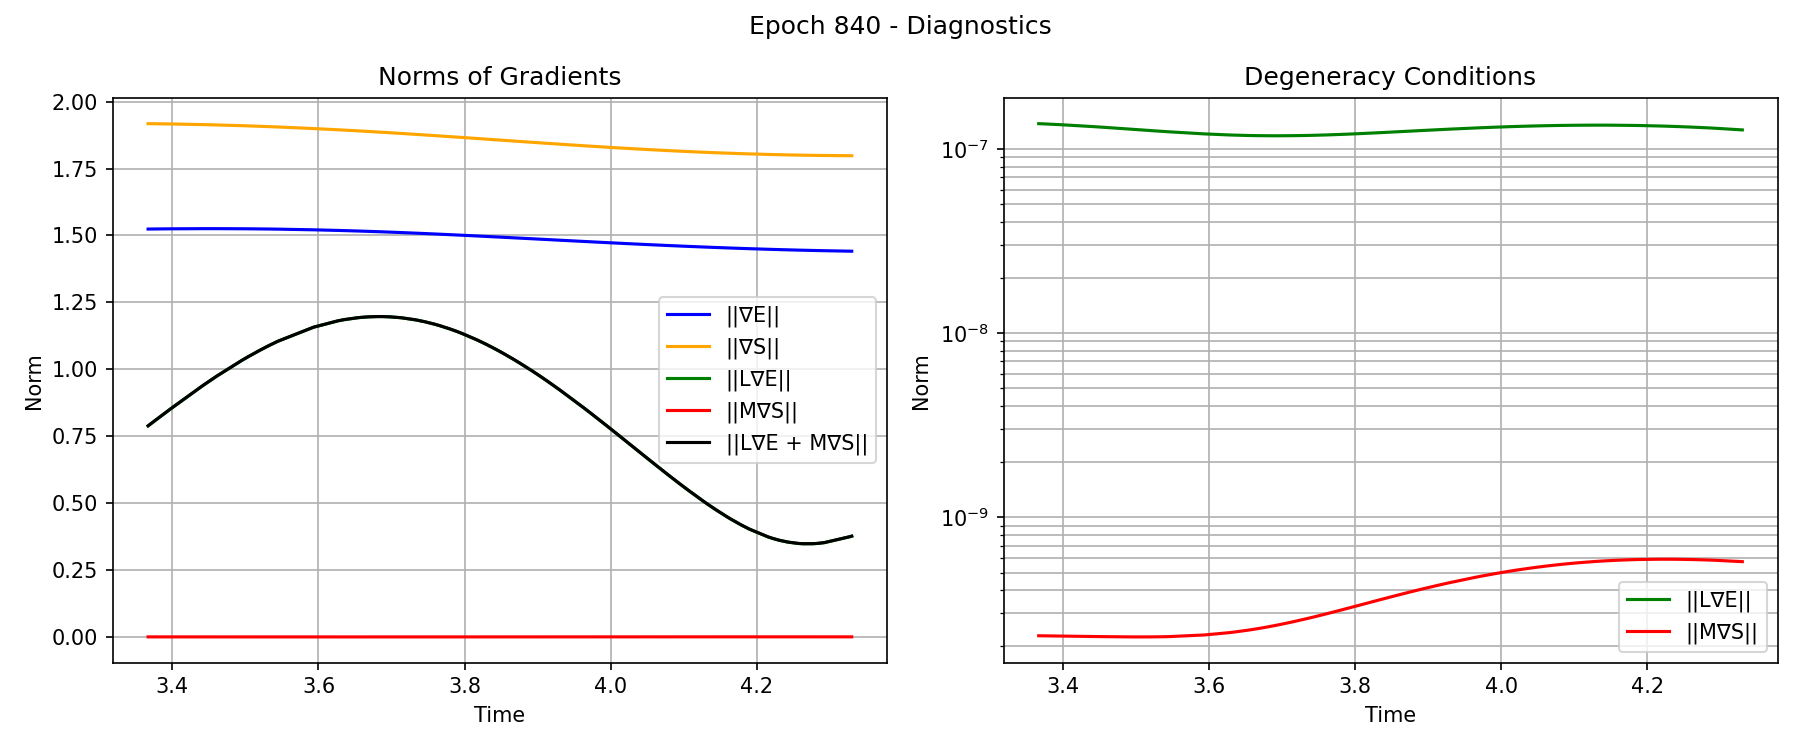 Epoch 840 - Diagnostics
Norms of Gradients
2.00
1.75
1.50
1.25
1.00
0.75
0.50
0.25
0.00
Norm
3.4 3.6 3.8 4.0 4.2
Time
||∇E||
||∇S||
||L∇E||
||M∇S||
||L∇E + M∇S||
Degeneracy Conditions
10⁻⁷
10⁻⁸
10⁻⁹
Norm
3.4 3.6 3.8 4.0 4.2
Time
||L∇E||
||M∇S||